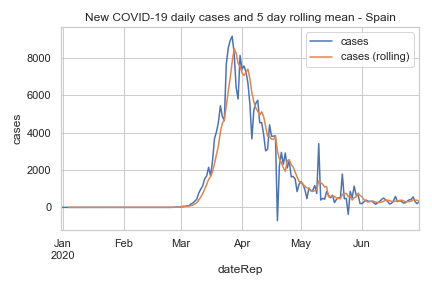 New COVID-19 daily cases and 5 day rolling mean - Spain
cases
cases (rolling)
8000
6000
4000
2000
0
cases
Jan Feb Mar Apr May Jun
2020
dateRep